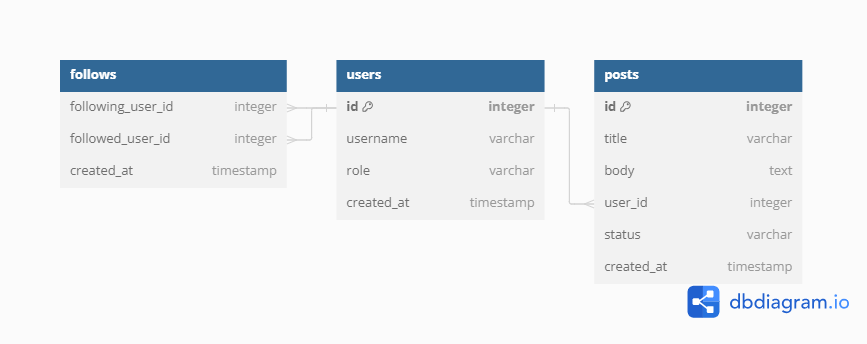 follows
following_user_id integer
followed_user_id integer
created_at timestamp
users
id integer
username varchar
role varchar
created_at timestamp
posts
id integer
title varchar
body text
user_id integer
status varchar
created_at timestamp
dbdiagram.io